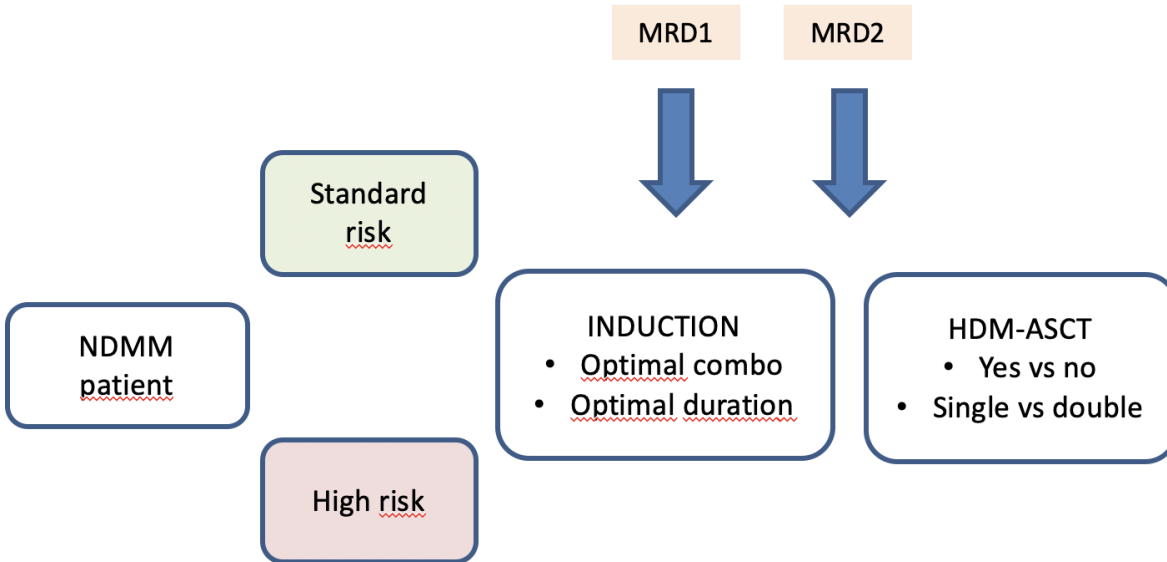 MRD1
MRD2
Standard
risk
NDMM
patient
High risk
INDUCTION
• Optimal combo
• Optimal duration
HDM-ASCT
• Yes vs no
• Single vs double